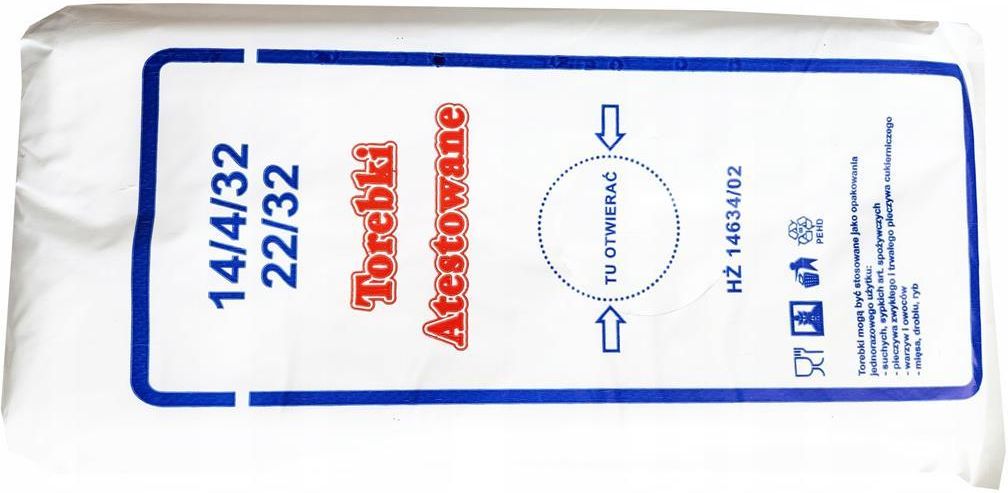 14/4/32
22/32
Torebki
Atestowane
TU OTWIERAĆ
HŻ 14634/02
PEHD
Torebki mogą być stosowane jako opakowania
jednorazowego użytku:
- suchych, sypkich art. spożywczych
- pieczywa zwykłego i trwałego pieczywa cukierniczego
- warzyw i owoców
- mięsa, drobiu, ryb